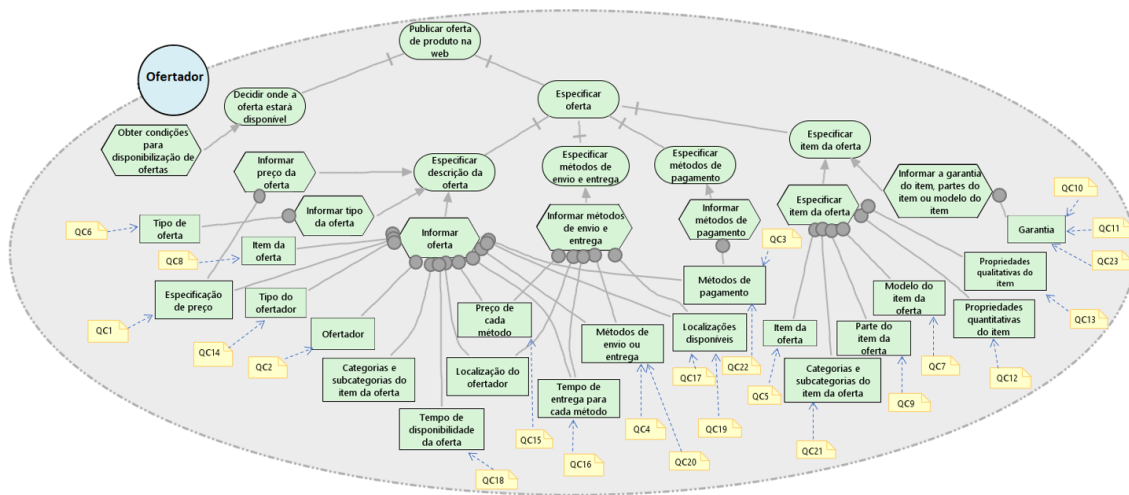 Publicar oferta
de produto na
web
Ofertador
Decidir onde a
oferta estará
disponível
Especificar
oferta
Obter condições
para
disponibilização de
ofertas
Informar
preço da
oferta
Especificar
descrição da
oferta
Especificar
métodos de
envio e entrega
Especificar
métodos de
pagamento
Especificar
item da oferta
Informar a garantia
do item, partes do
item ou modelo do
item
QC10
QC6
Tipo de
oferta
Informar tipo
da oferta
Informar
oferta
Informar métodos
de envio e
entrega
Informar
métodos de
pagamento
Especificar
item da oferta
QC3
Garantia
QC11
QC23
QC8
Item da
oferta
Especificação
de preço
Tipo do
ofertador
Ofertador
Preço de
cada
método
Métodos de
envio ou
entrega
Métodos de
pagamento
Localizações
disponíveis
Item da
oferta
Parte do
item da
oferta
Modelo do
item da
oferta
Propriedades
qualitativas do
item
Propriedades
quantitativas
do item
QC13
QC1
QC14
QC2
Categorias e
subcategorias do
item da oferta
Localização do
ofertador
Tempo de
entrega para
cada método
Tempo de
disponibilidade
da oferta
QC17
QC22
QC5
Categorias e
subcategorias do
item da oferta
QC7
QC12
QC9
QC15
QC4
QC19
QC16
QC20
QC21
QC18